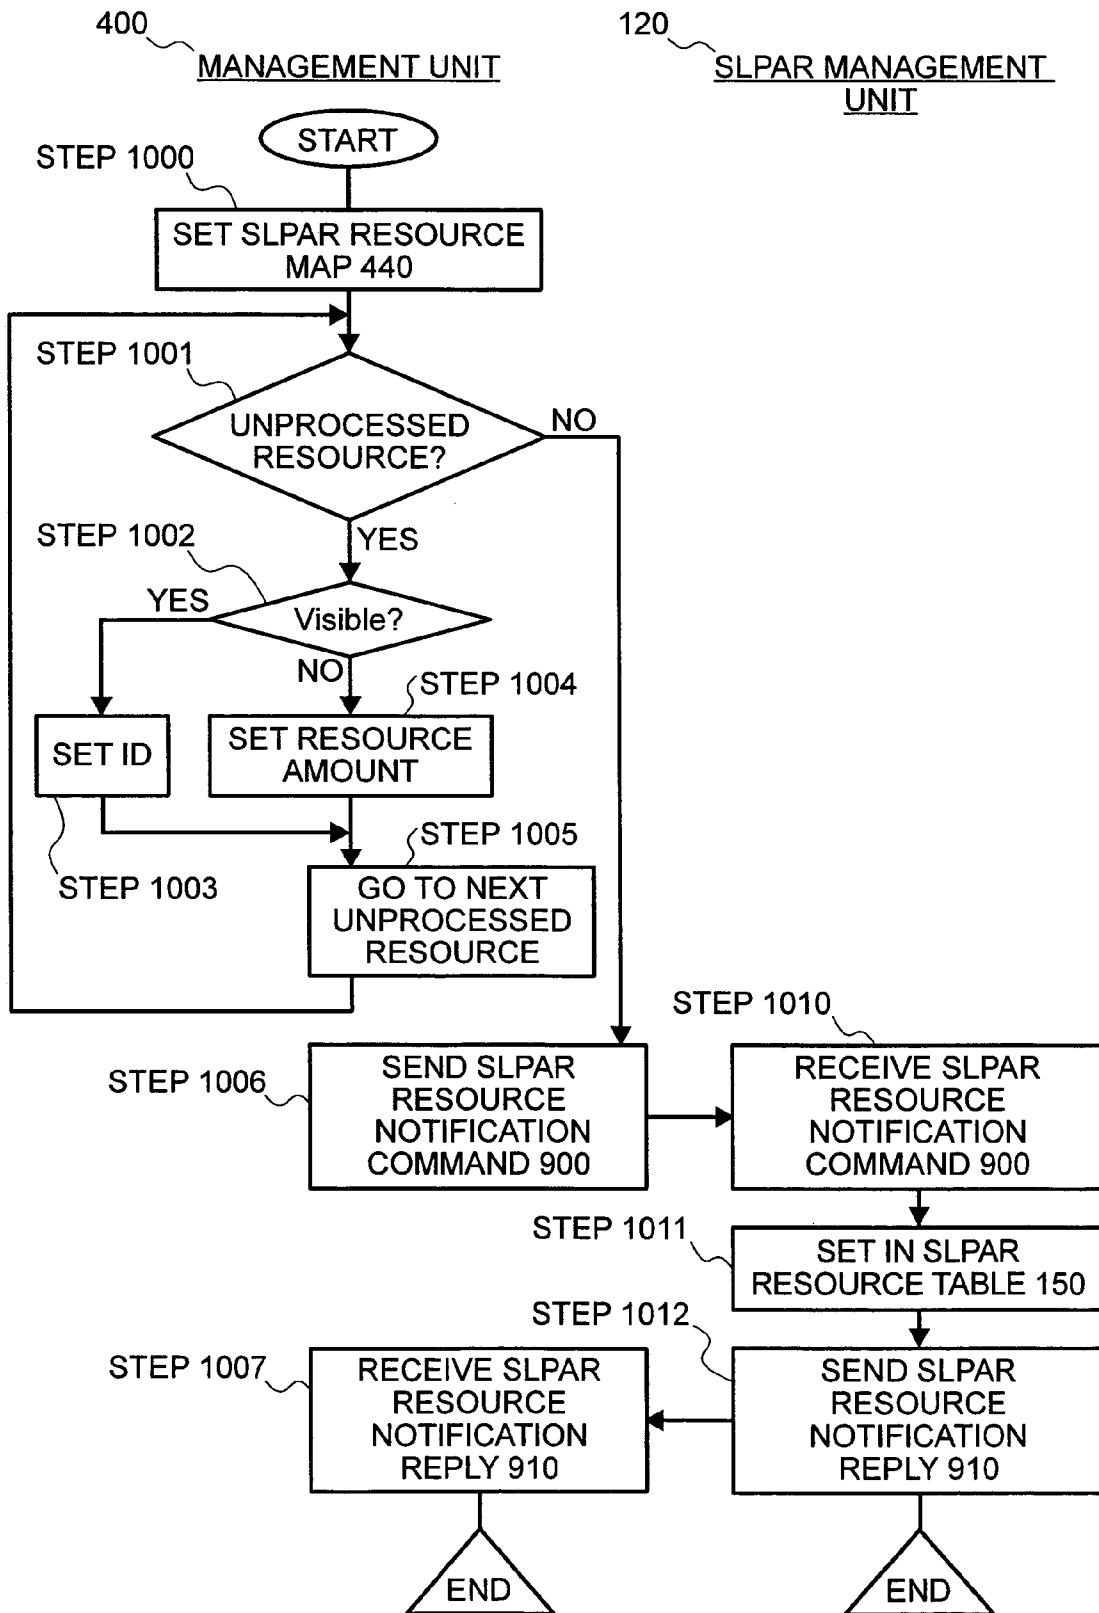 400
MANAGEMENT UNIT
120
SLPAR MANAGEMENT
UNIT
START
STEP 1000
SET SLPAR RESOURCE
MAP 440
STEP 1001
UNPROCESSED
RESOURCE?
NO
YES
STEP 1002
Visible?
YES
NO
STEP 1004
SET ID
SET RESOURCE
AMOUNT
STEP 1003
STEP 1005
GO TO NEXT
UNPROCESSED
RESOURCE
STEP 1006
SEND SLPAR
RESOURCE
NOTIFICATION
COMMAND 900
STEP 1010
RECEIVE SLPAR
RESOURCE
NOTIFICATION
COMMAND 900
STEP 1011
SET IN SLPAR
RESOURCE TABLE 150
STEP 1012
SEND SLPAR
RESOURCE
NOTIFICATION
REPLY 910
STEP 1007
RECEIVE SLPAR
RESOURCE
NOTIFICATION
REPLY 910
END
END